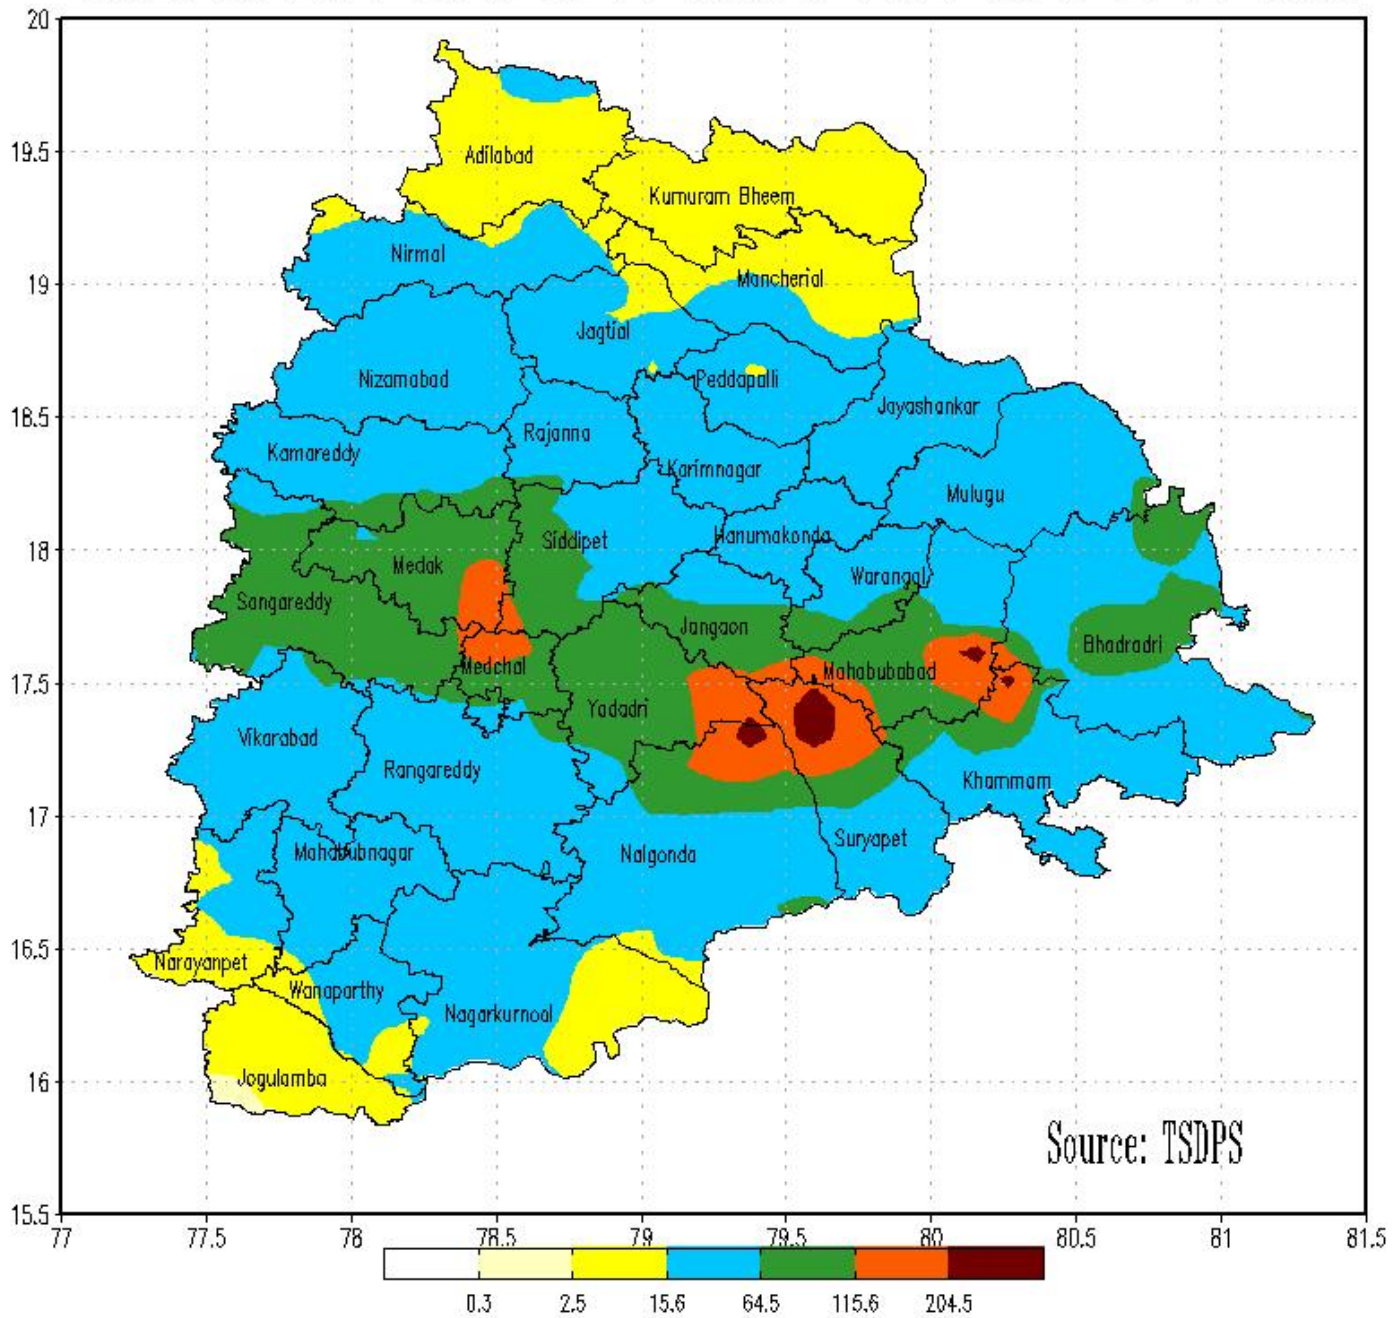 20
19.5
19
18.5
18
17.5
17
16.5
16
15.5
Adilabad
Kumuram Bheem
Nirmal
Mancherial
Jagtial
Nizamabad
Peddapalli
Jayashankar
Rajanna
Kamareddy
Karimnagar
Mulugu
Siddipet
Hanumakonda
Medak
Warangal
Sangareddy
Jangaon
Bhadradri
Medchal
Mahabubabad
Yadadri
Vikarabad
Rangareddy
Khammam
Suryapet
Mahabubnagar
Nalgonda
Narayanpet
Wanaparthy
Nagarkurnool
Jogulamba
Source: TSDPS
77 77.5 78 78.5 79 79.5 80 80.5 81 81.5
0.3 2.5 15.6 64.5 115.6 204.5